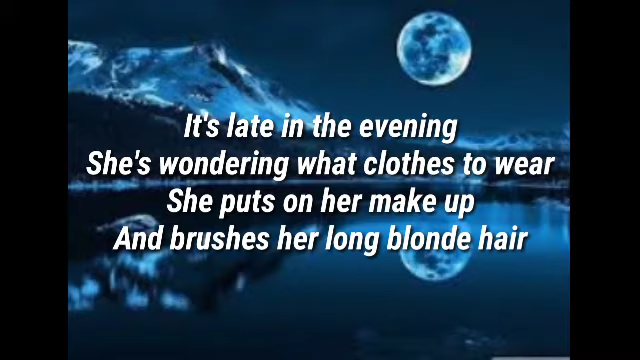 It's late in the evening
She's wondering what clothes to wear
She puts on her make up
And brushes her long blonde hair